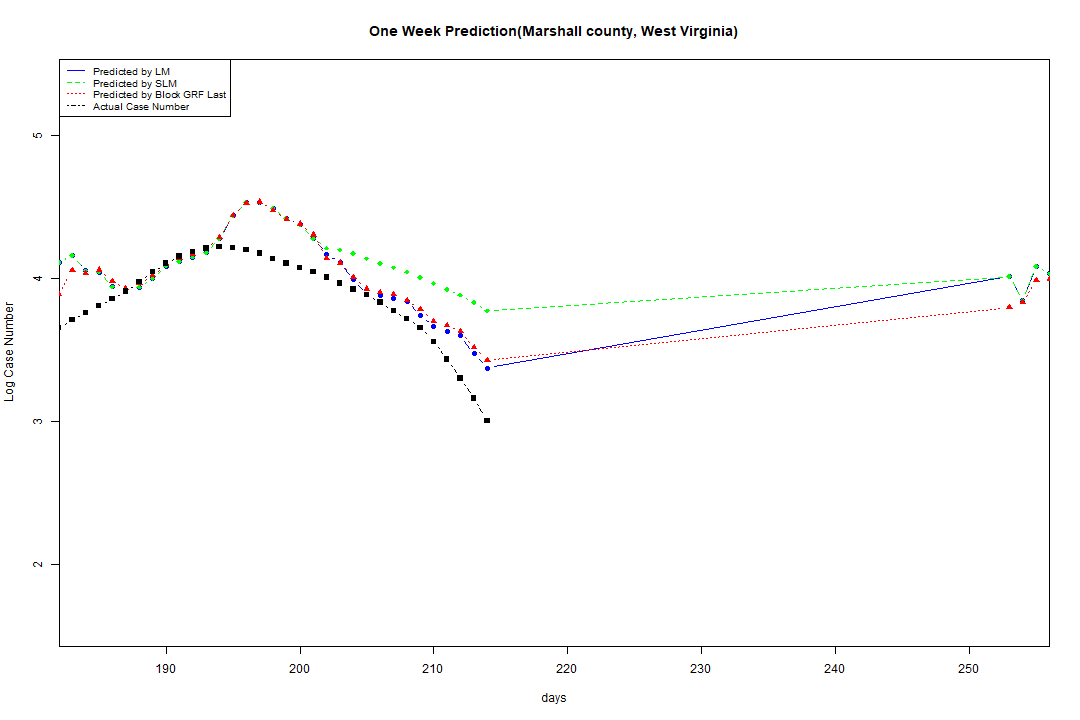 One Week Prediction(Marshall county, West Virginia)
Predicted by LM
Predicted by SLM
Predicted by Block GRF Last
Actual Case Number
5
4
3
2
Log Case Number
190 200 210 220 230 240 250
days